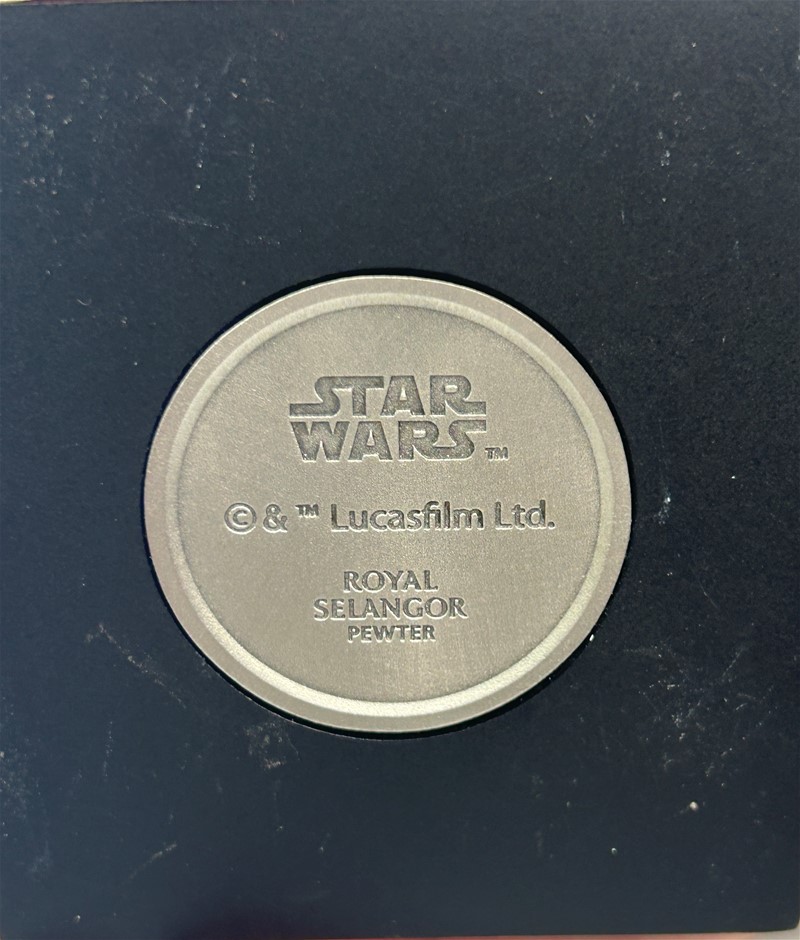 STAR
WARS™
©&™ Lucasfilm Ltd.
ROYAL
SELANGOR
PEWTER